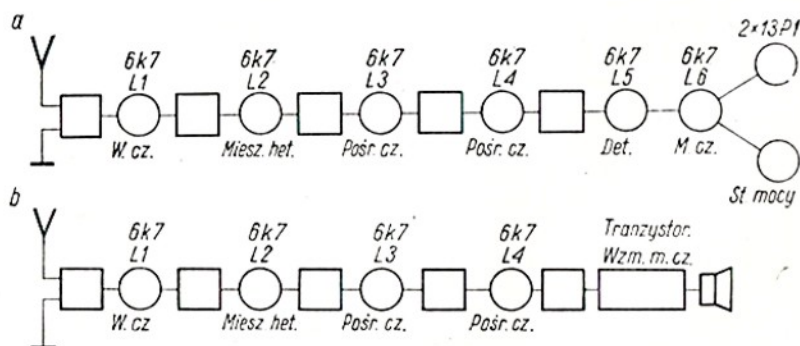 a
2×13P1
6k7 6k7 6k7 6k7 6k7 6k7
L1 L2 L3 L4 L5 L6
W. cz. Miesz. het. Pośr. cz. Pośr. cz. Det. M. cz.
St mocy
b
6k7 6k7 6k7 6k7 Tranzystor.
L1 L2 L3 L4 Wzm. m. cz.
W. cz Miesz het. Pośr. cz. Pośr. cz.